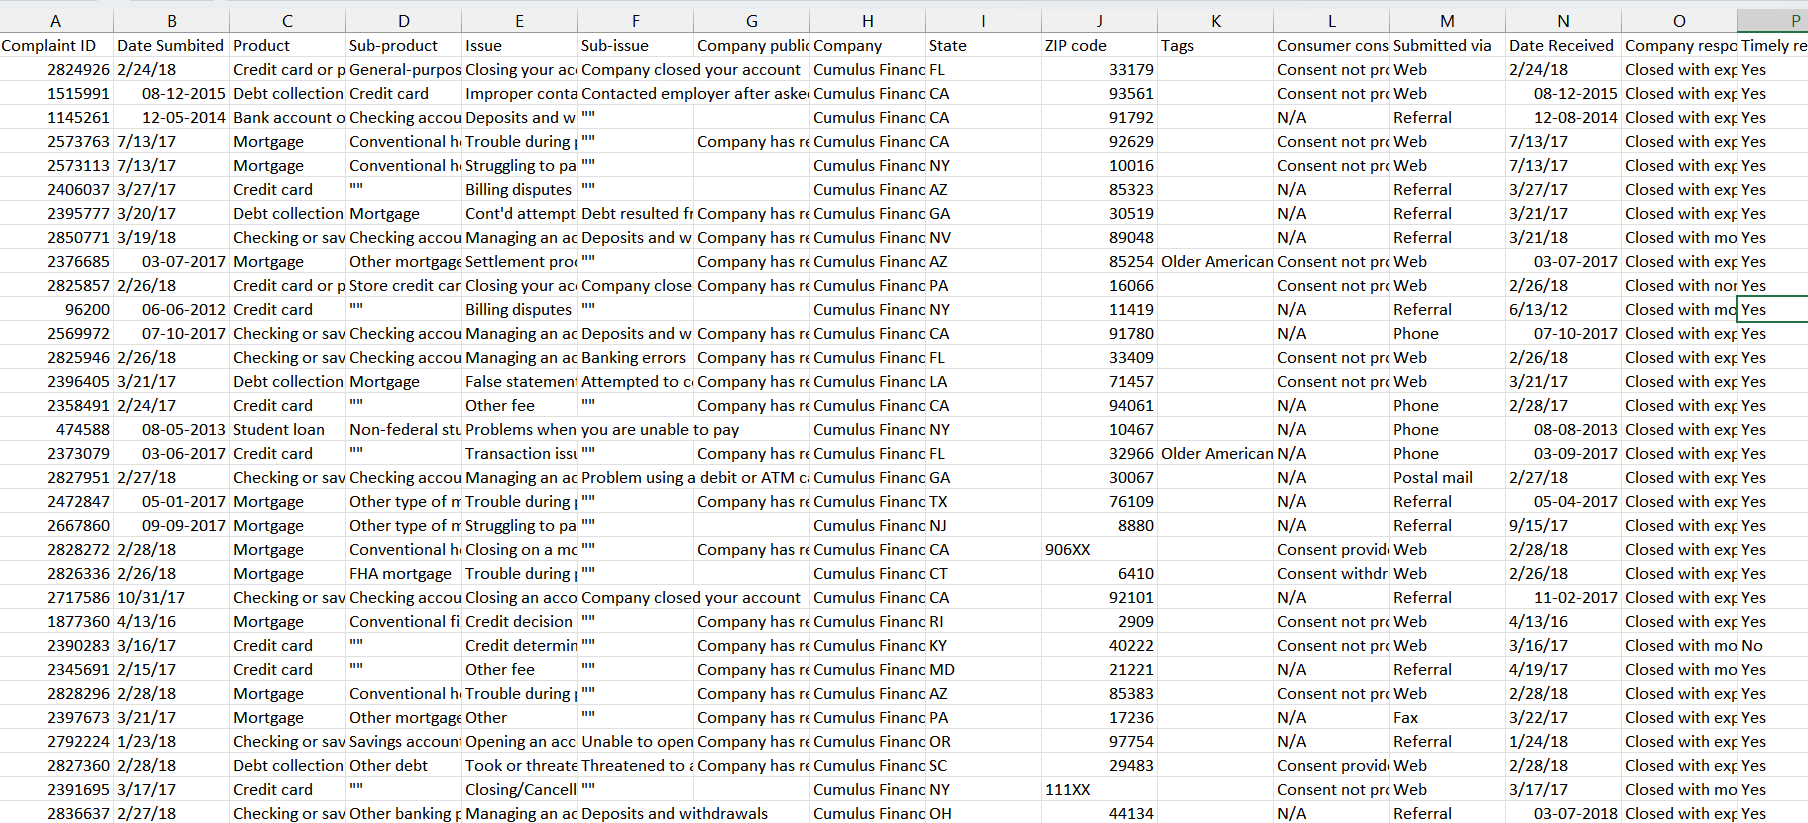 A B C D E F G H I J K L M N O P
Complaint ID Date Sumbited Product Sub-product Issue Sub-issue Company public Company State ZIP code Tags Consumer cons Submitted via Date Received Company respo Timely re
2824926 2/24/18 Credit card or p General-purpos Closing your ac Company closed your account Cumulus Financ FL 33179 Consent not pro Web 2/24/18 Closed with exp Yes
1515991 08-12-2015 Debt collection Credit card Improper conta Contacted employer after aske Cumulus Financ CA 93561 Consent not pro Web 08-12-2015 Closed with exp Yes
1145261 12-05-2014 Bank account o Checking accou Deposits and w "" Cumulus Financ CA 91792 N/A Referral 12-08-2014 Closed with exp Yes
2573763 7/13/17 Mortgage Conventional h Trouble during p "" Company has re Cumulus Financ CA 92629 Consent not pro Web 7/13/17 Closed with exp Yes
2573113 7/13/17 Mortgage Conventional h Struggling to pa "" Cumulus Financ NY 10016 Consent not pro Web 7/13/17 Closed with exp Yes
2406037 3/27/17 Credit card "" Billing disputes "" Cumulus Financ AZ 85323 N/A Referral 3/27/17 Closed with exp Yes
2395777 3/20/17 Debt collection Mortgage Cont'd attempt Debt resulted fr Company has re Cumulus Financ GA 30519 N/A Referral 3/21/17 Closed with exp Yes
2850771 3/19/18 Checking or sav Checking accou Managing an ac Deposits and w Company has re Cumulus Financ NV 89048 N/A Referral 3/21/18 Closed with mo Yes
2376685 03-07-2017 Mortgage Other mortgage Settlement proc "" Company has re Cumulus Financ AZ 85254 Older American Consent not pro Web 03-07-2017 Closed with exp Yes
2825857 2/26/18 Credit card or p Store credit car Closing your ac Company close Company has re Cumulus Financ PA 16066 Consent not pro Web 2/26/18 Closed with nor Yes
96200 06-06-2012 Credit card "" Billing disputes "" Cumulus Financ NY 11419 N/A Referral 6/13/12 Closed with mo Yes
2569972 07-10-2017 Checking or sav Checking accou Managing an ac Deposits and w Company has re Cumulus Financ CA 91780 N/A Phone 07-10-2017 Closed with exp Yes
2825946 2/26/18 Checking or sav Checking accou Managing an ac Banking errors Company has re Cumulus Financ FL 33409 Consent not pro Web 2/26/18 Closed with exp Yes
2396405 3/21/17 Debt collection Mortgage False statement Attempted to c Company has re Cumulus Financ LA 71457 Consent not pro Web 3/21/17 Closed with exp Yes
2358491 2/24/17 Credit card "" Other fee "" Company has re Cumulus Financ CA 94061 N/A Phone 2/28/17 Closed with exp Yes
474588 08-05-2013 Student loan Non-federal stu Problems when you are unable to pay Cumulus Financ NY 10467 N/A Phone 08-08-2013 Closed with exp Yes
2373079 03-06-2017 Credit card "" Transaction issu "" Company has re Cumulus Financ FL 32966 Older American N/A Phone 03-09-2017 Closed with exp Yes
2827951 2/27/18 Checking or sav Checking accou Managing an ac Problem using a debit or ATM c Cumulus Financ GA 30067 N/A Postal mail 2/27/18 Closed with exp Yes
2472847 05-01-2017 Mortgage Other type of m Trouble during p "" Company has re Cumulus Financ TX 76109 N/A Referral 05-04-2017 Closed with exp Yes
2667860 09-09-2017 Mortgage Other type of m Struggling to pa "" Cumulus Financ NJ 8880 N/A Referral 9/15/17 Closed with exp Yes
2828272 2/28/18 Mortgage Conventional h Closing on a mo "" Company has re Cumulus Financ CA 906XX Consent provid Web 2/28/18 Closed with exp Yes
2826336 2/26/18 Mortgage FHA mortgage Trouble during p "" Cumulus Financ CT 6410 Consent withdr Web 2/26/18 Closed with exp Yes
2717586 10/31/17 Checking or sav Checking accou Closing an acco Company closed your account Cumulus Financ CA 92101 N/A Referral 11-02-2017 Closed with exp Yes
1877360 4/13/16 Mortgage Conventional fi Credit decision "" Company has re Cumulus Financ RI 2909 Consent not pro Web 4/13/16 Closed with exp Yes
2390283 3/16/17 Credit card "" Credit determin "" Company has re Cumulus Financ KY 40222 Consent not pro Web 3/16/17 Closed with mo No
2345691 2/15/17 Credit card "" Other fee "" Company has re Cumulus Financ MD 21221 N/A Referral 4/19/17 Closed with mo Yes
2828296 2/28/18 Mortgage Conventional h Trouble during p "" Company has re Cumulus Financ AZ 85383 Consent not pro Web 2/28/18 Closed with exp Yes
2397673 3/21/17 Mortgage Other mortgage Other "" Company has re Cumulus Financ PA 17236 N/A Fax 3/22/17 Closed with exp Yes
2792224 1/23/18 Checking or sav Savings account Opening an acc Unable to open Company has re Cumulus Financ OR 97754 N/A Referral 1/24/18 Closed with exp Yes
2827360 2/28/18 Debt collection Other debt Took or threate Threatened to a Company has re Cumulus Financ SC 29483 Consent provid Web 2/28/18 Closed with exp Yes
2391695 3/17/17 Credit card "" Closing/Cancell "" Cumulus Financ NY 111XX Consent not pro Web 3/17/17 Closed with mo Yes
2836637 2/27/18 Checking or sav Other banking p Managing an ac Deposits and withdrawals Cumulus Financ OH 44134 N/A Referral 03-07-2018 Closed with exp Yes